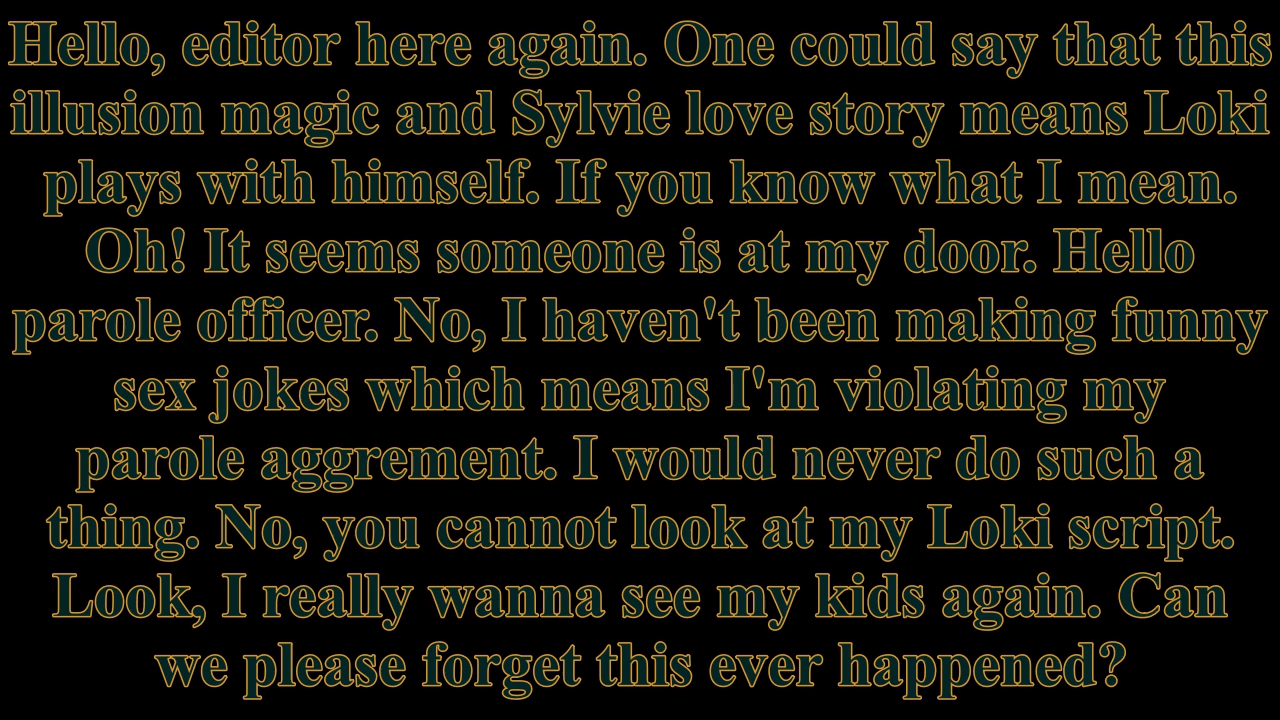 Hello, editor here again. One could say that this
illusion magic and Sylvie love story means Loki
plays with himself. If you know what I mean.
Oh! It seems someone is at my door. Hello
parole officer. No, I haven't been making funny
sex jokes which means I'm violating my
parole aggrement. I would never do such a
thing. No, you cannot look at my Loki script.
Look, I really wanna see my kids again. Can
we please forget this ever happened?